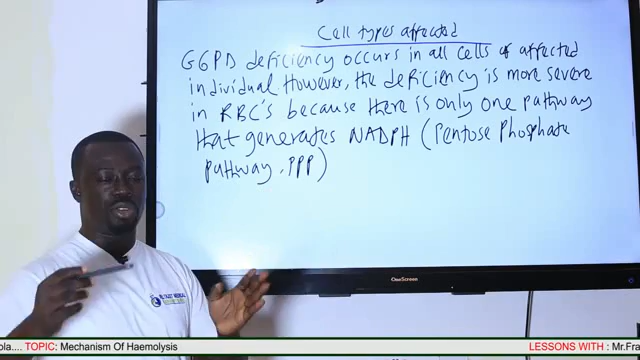 Cell types affected
G6PD deficiency occurs in all cells of affected
individual However, the deficiency is more severe
in RBC's because there is only one pathway
that generates NADPH (Pentose Phosphate
pathway, PPP)
OneScreen
ola.... TOPIC: Mechanism Of Haemolysis
LESSONS WITH : Mr.Fra